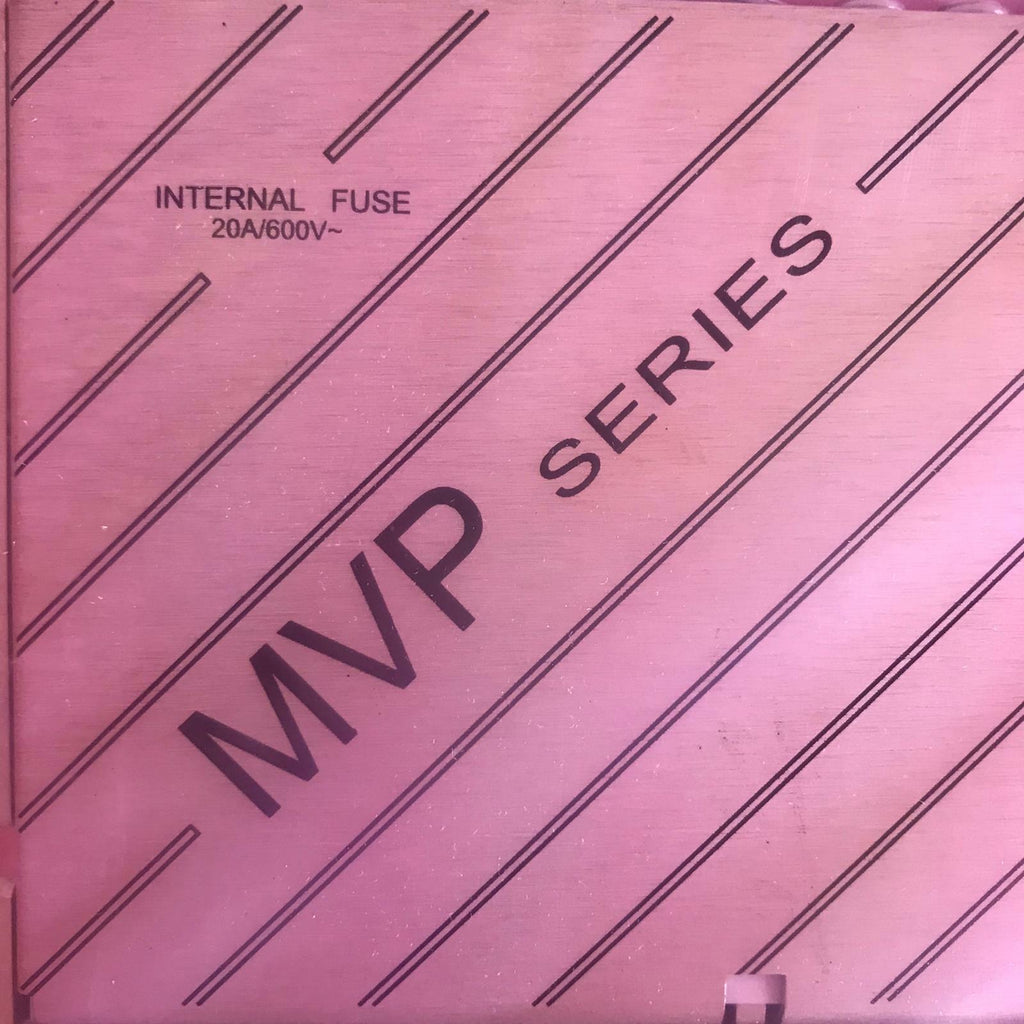 INTERNAL FUSE
20A/600V~
MVP SERIES